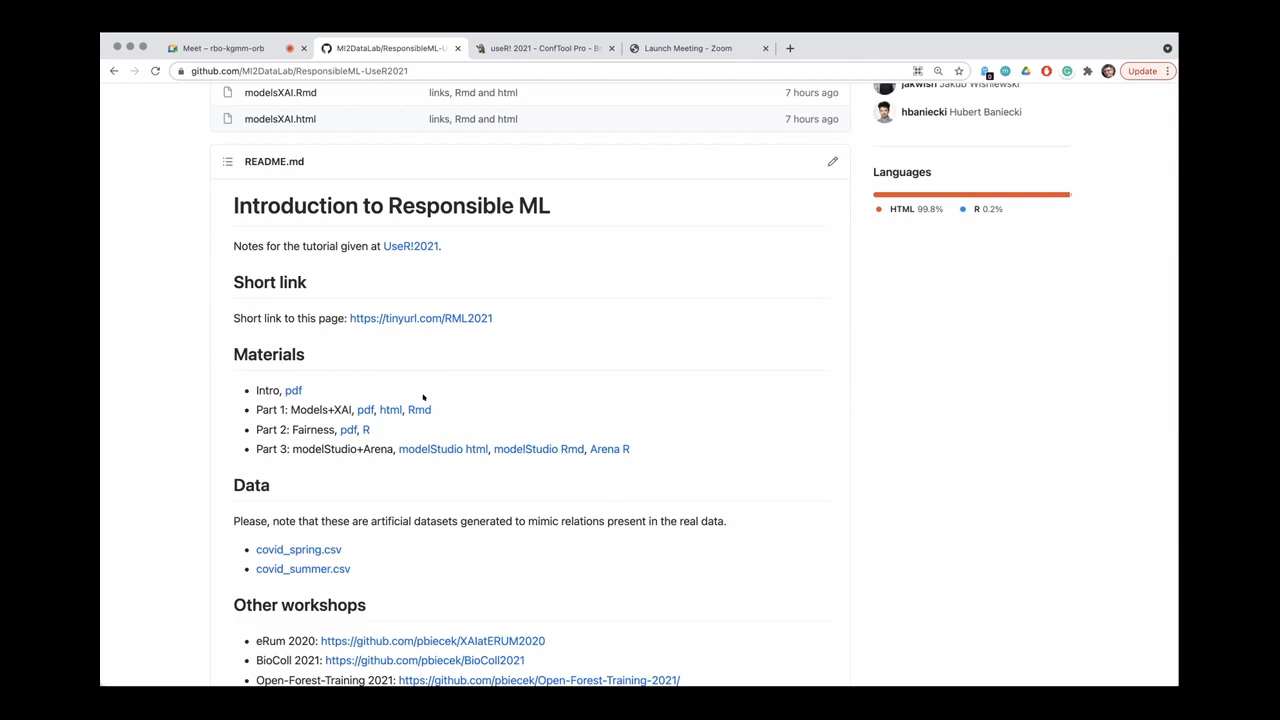 Meet – rbo-kgmm-orb
MI2DataLab/ResponsibleML-U
useR! 2021 - ConfTool Pro - B
Launch Meeting - Zoom
github.com/MI2DataLab/ResponsibleML-UseR2021
Update
modelsXAI.Rmd links, Rmd and html 7 hours ago
jakwish Jakub Wiśniewski
modelsXAI.html links, Rmd and html 7 hours ago
hbaniecki Hubert Baniecki
README.md
Languages
HTML 99.8% R 0.2%
Introduction to Responsible ML
Notes for the tutorial given at UseR!2021.
Short link
Short link to this page: https://tinyurl.com/RML2021
Materials
Intro, pdf
Part 1: Models+XAI, pdf, html, Rmd
Part 2: Fairness, pdf, R
Part 3: modelStudio+Arena, modelStudio html, modelStudio Rmd, Arena R
Data
Please, note that these are artificial datasets generated to mimic relations present in the real data.
covid_spring.csv
covid_summer.csv
Other workshops
eRum 2020: https://github.com/pbiecek/XAIatERUM2020
BioColl 2021: https://github.com/pbiecek/BioColl2021
Open-Forest-Training 2021: https://github.com/pbiecek/Open-Forest-Training-2021/